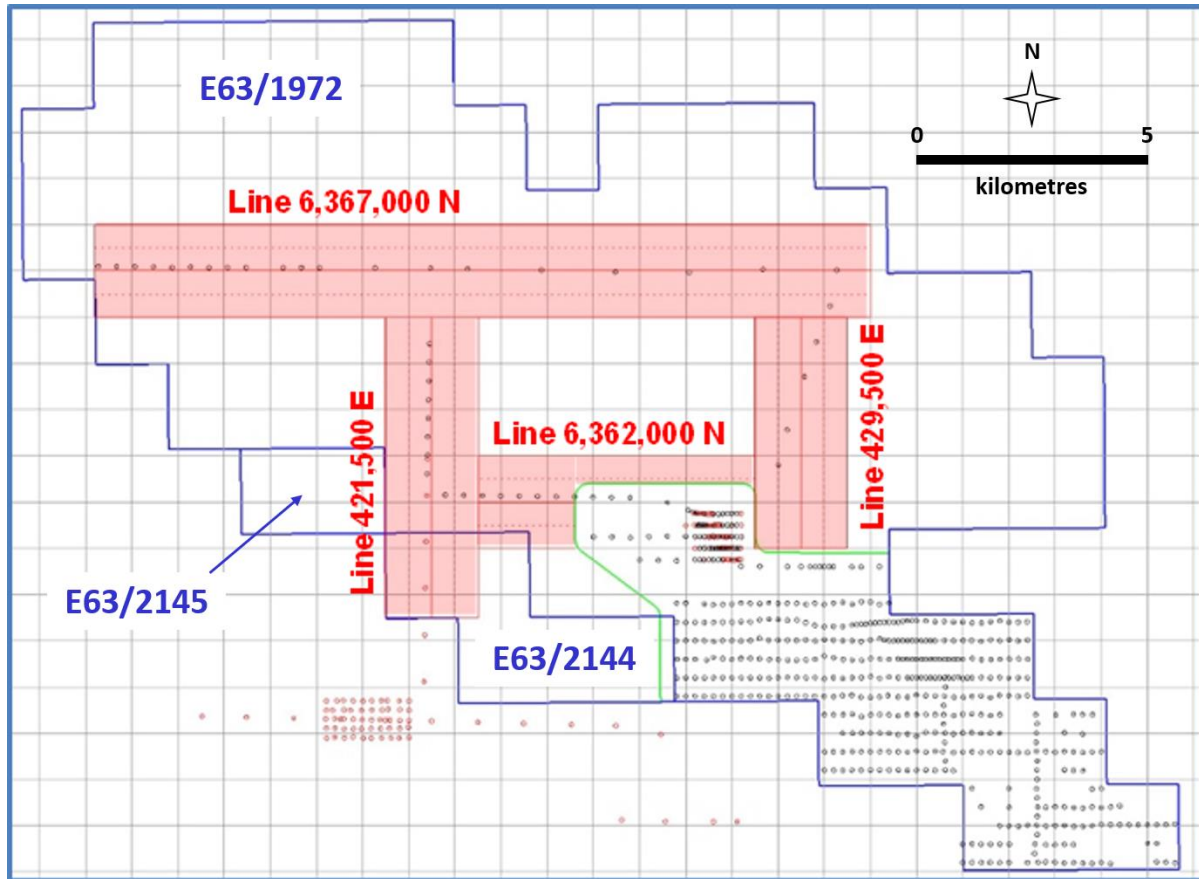 E63/1972
N
0 5
kilometres
Line 6,367,000 N
Line 421,500 E
Line 6,362,000 N
Line 429,500 E
E63/2145
E63/2144